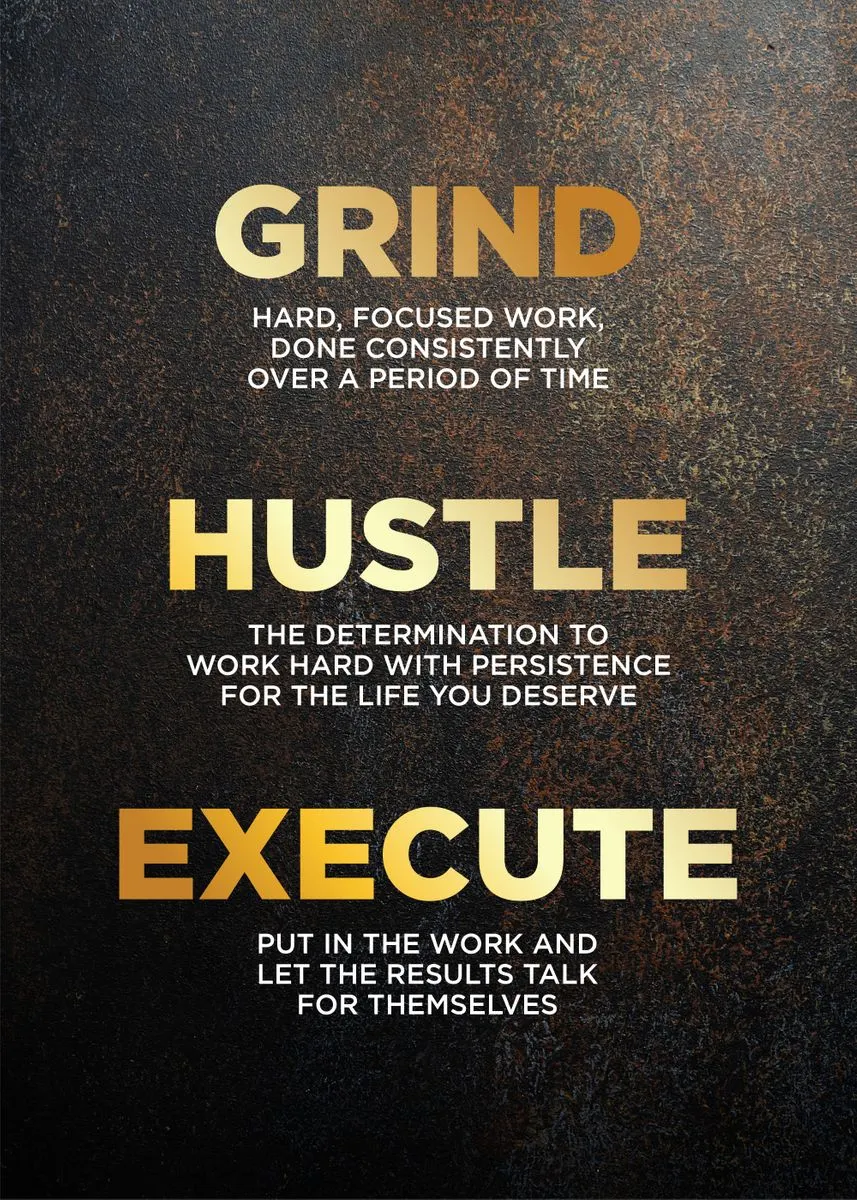 GRIND
HARD, FOCUSED WORK,
DONE CONSISTENTLY
OVER A PERIOD OF TIME
HUSTLE
THE DETERMINATION TO
WORK HARD WITH PERSISTENCE
FOR THE LIFE YOU DESERVE
EXECUTE
PUT IN THE WORK AND
LET THE RESULTS TALK
FOR THEMSELVES